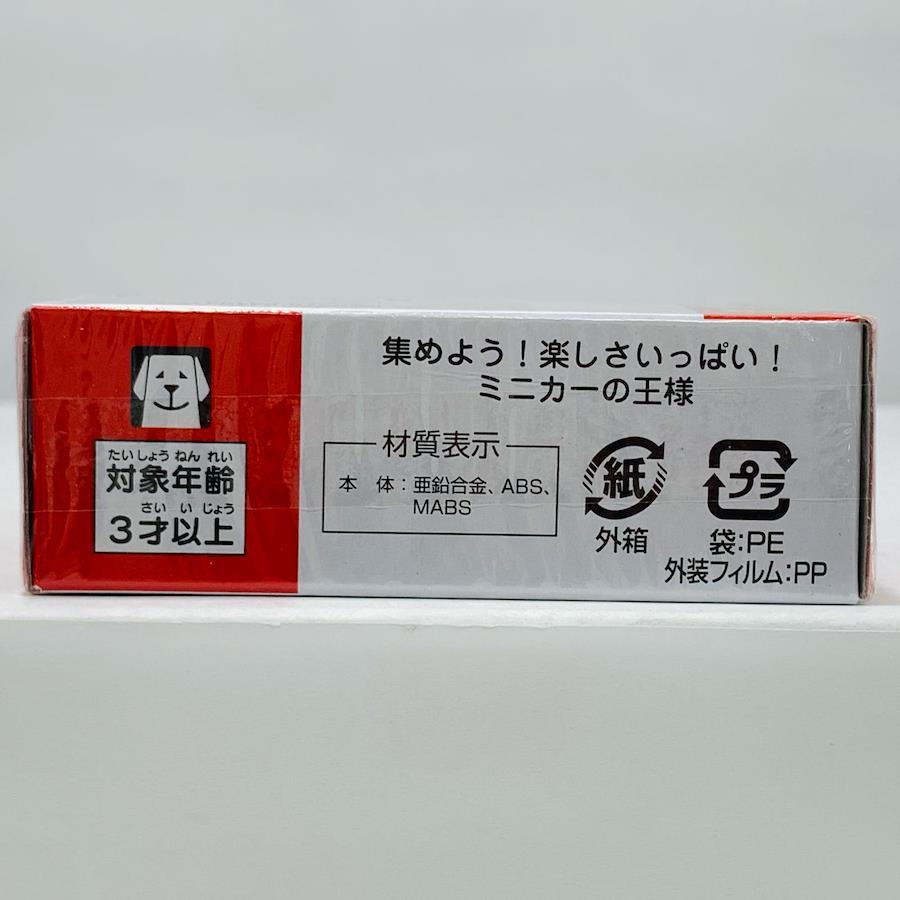 集めよう！楽しさいっぱい！
ミニカーの王様
たいしょうねんれい
対象年齢
さいいじょう
3才以上
材質表示
本 体：亜鉛合金、ABS、
MABS
紙
外箱
プラ
袋:PE
外装フィルム:PP